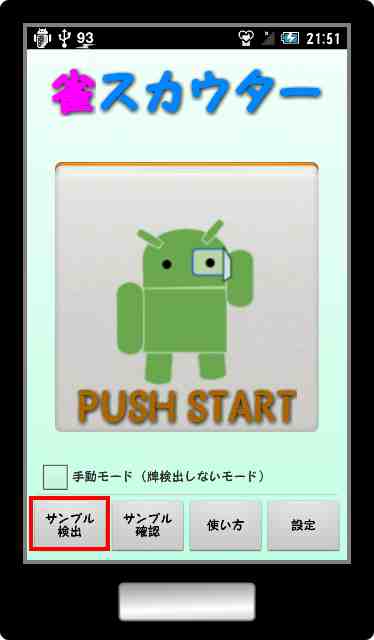 93 21:51
雀スカウター
PUSH START
手動モード（牌検出しないモード）
サンプル
検出
サンプル
確認
使い方
設定